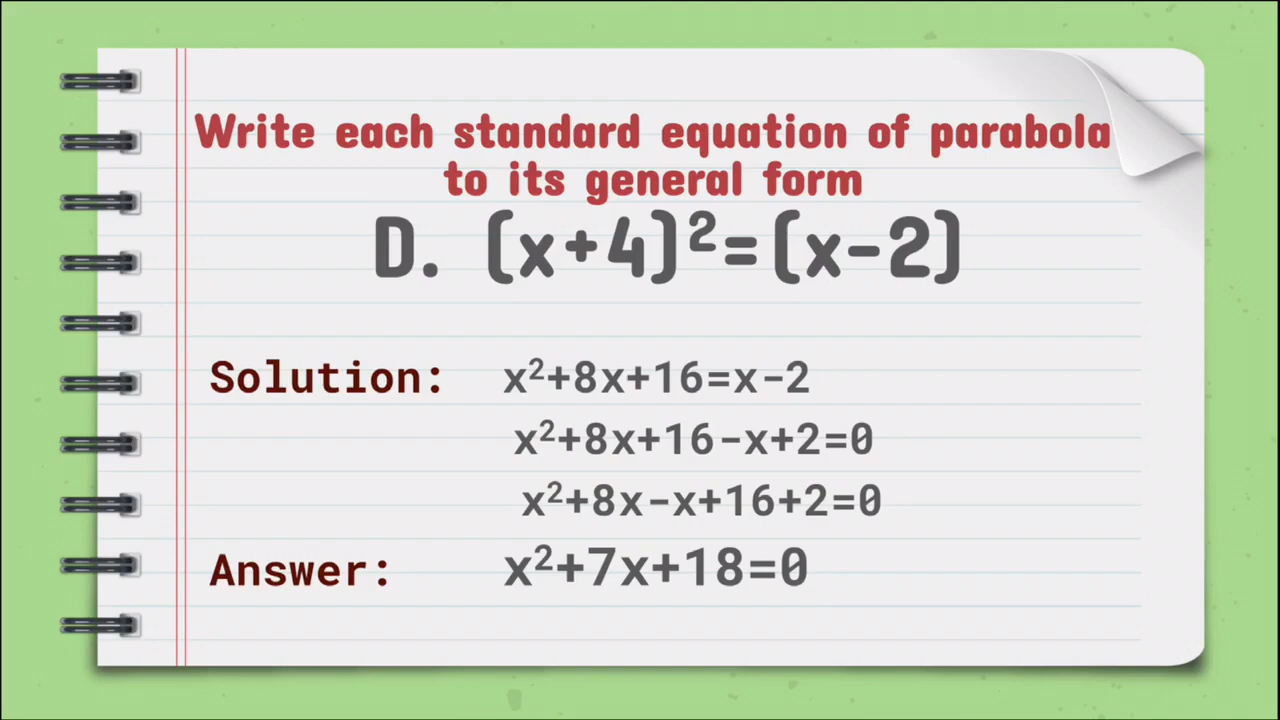 Write each standard equation of parabola
to its general form
D. (x+4)²=(x-2)
Solution: x²+8x+16=x-2
x²+8x+16-x+2=0
x²+8x-x+16+2=0
Answer: x²+7x+18=0